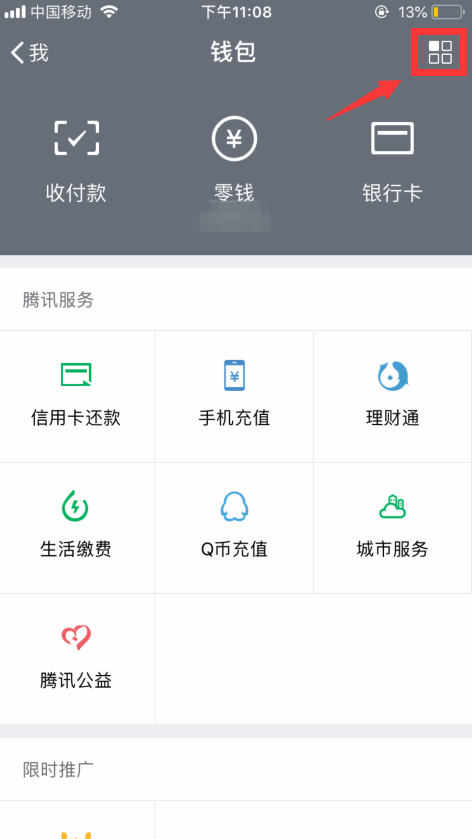 中国移动 下午11:08 13%
我 钱包
收付款 零钱 银行卡
腾讯服务
信用卡还款 手机充值 理财通
生活缴费 Q币充值 城市服务
腾讯公益
限时推广